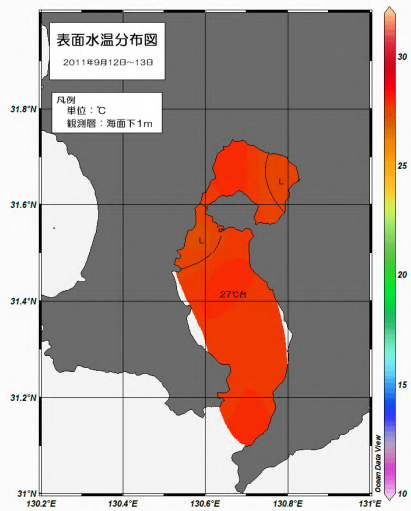 表面水温分布図
2011年9月12日～13日
凡例
単位：℃
観測層：海面下1m
31.8°N
31.6°N
31.4°N
31.2°N
31°N
130.2°E
130.4°E
130.6°E
130.8°E
131°E
L
L
27℃台
30
25
20
15
10
Ocean Data View